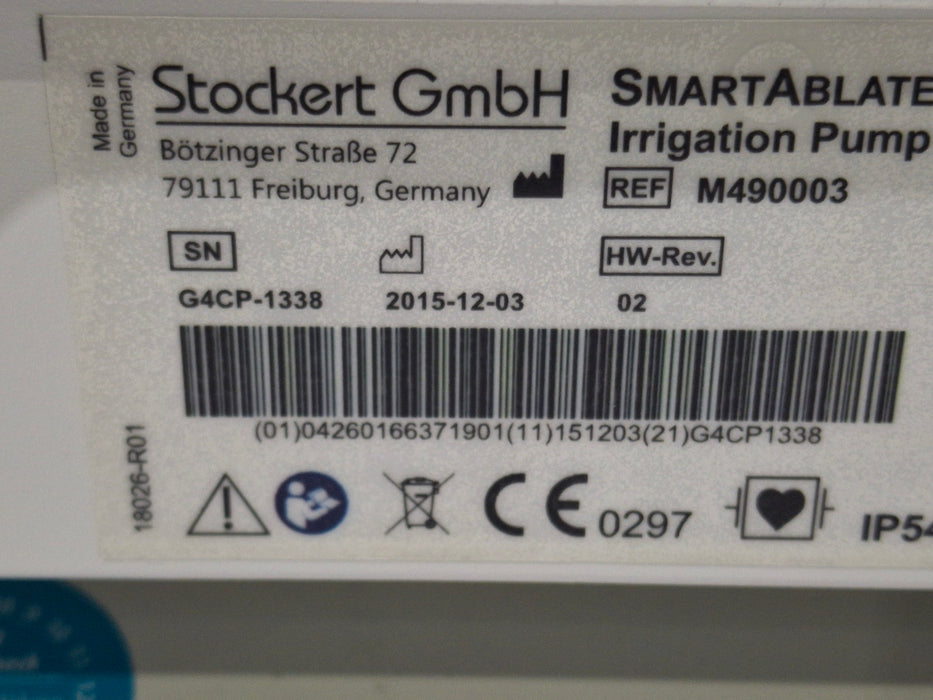 Made in
Germany
Stockert GmbH
Bötzinger Straße 72
79111 Freiburg, Germany
SMARTABLATE
Irrigation Pump
REF M490003
SN
HW-Rev.
G4CP-1338 2015-12-03 02
(01)04260166371901(11)151203(21)G4CP1338
18026-R01
CE 0297
IP54